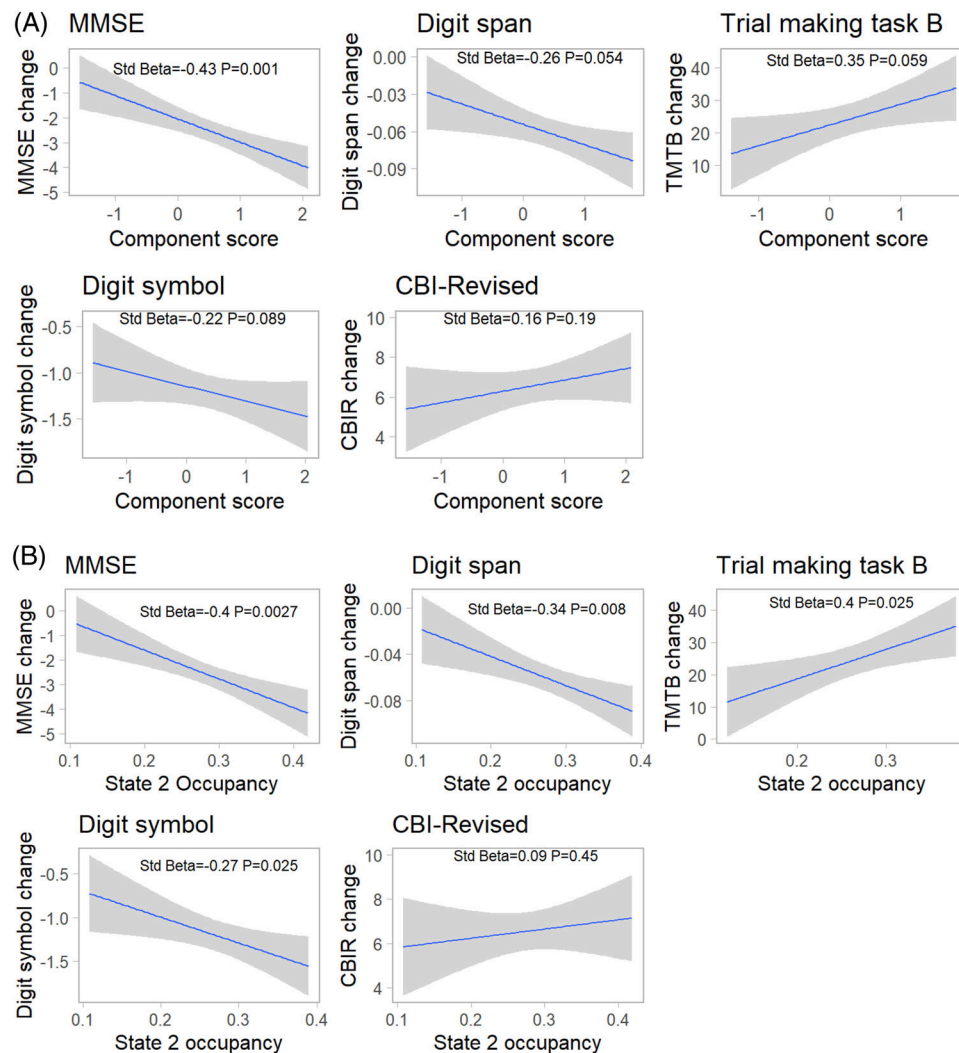 (A)
MMSE
Std Beta=-0.43 P=0.001
MMSE change
0
-1
-2
-3
-4
-5
-1 0 1 2
Component score
Digit span
Std Beta=-0.26 P=0.054
Digit span change
0.00
-0.03
-0.06
-0.09
-1 0 1
Component score
Trial making task B
Std Beta=0.35 P=0.059
TMTB change
40
30
20
10
-1 0 1
Component score
Digit symbol
Std Beta=-0.22 P=0.089
Digit symbol change
-0.5
-1.0
-1.5
-1 0 1 2
Component score
CBI-Revised
Std Beta=0.16 P=0.19
CBIR change
10
8
6
4
-1 0 1 2
Component score
(B)
MMSE
Std Beta=-0.4 P=0.0027
MMSE change
0
-1
-2
-3
-4
-5
0.1 0.2 0.3 0.4
State 2 Occupancy
Digit span
Std Beta=-0.34 P=0.008
Digit span change
0.00
-0.04
-0.08
0.1 0.2 0.3 0.4
State 2 occupancy
Trial making task B
Std Beta=0.4 P=0.025
TMTB change
40
30
20
10
0
0.2 0.3
State 2 occupancy
Digit symbol
Std Beta=-0.27 P=0.025
Digit symbol change
-0.5
-1.0
-1.5
0.1 0.2 0.3 0.4
State 2 occupancy
CBI-Revised
Std Beta=0.09 P=0.45
CBIR change
10
8
6
4
0.1 0.2 0.3 0.4
State 2 occupancy